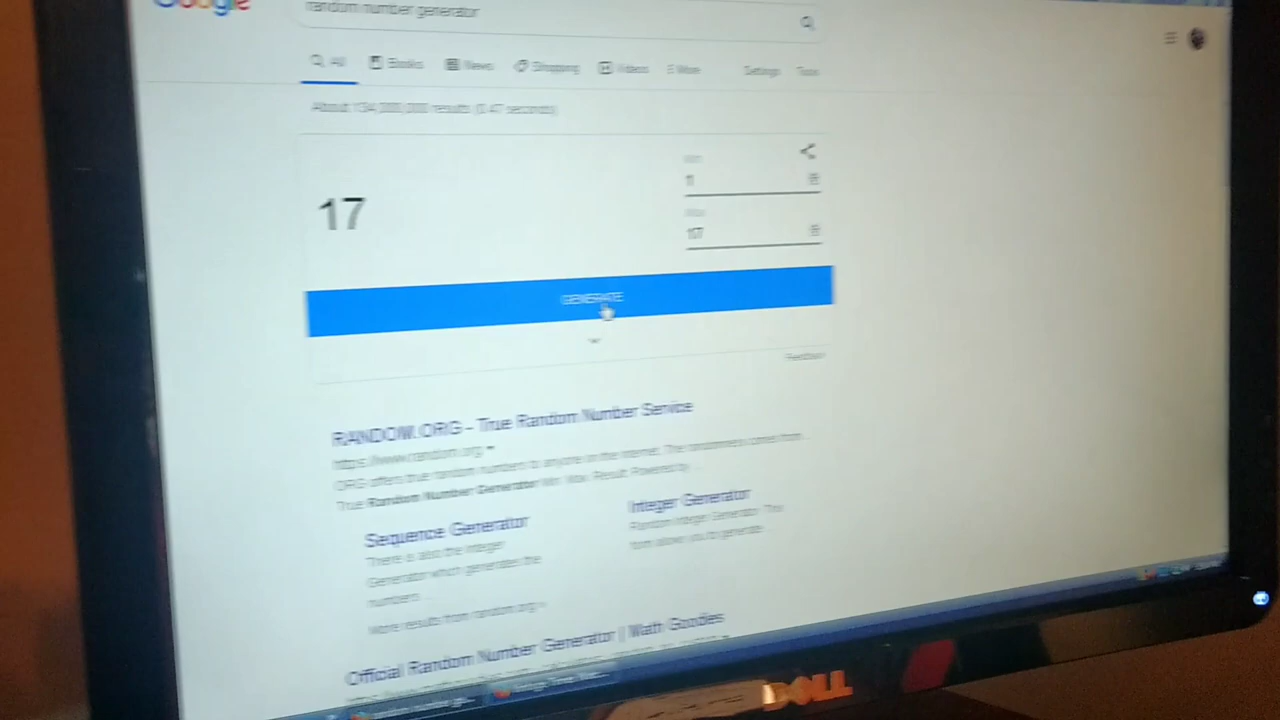 Google
random number generator
All Books News Shopping Videos More Settings Tools
About 134,000,000 results (0.47 seconds)
Min
1
17
Max
17
GENERATE
Feedback
RANDOM.ORG - True Random Number Service
https://www.random.org
ORG offers true random numbers to anyone on the Internet. The randomness comes from
True Random Number Generator Min: Max: Result: Powered by
Sequence Generator
There is also the Integer
Generator which generates the
numbers
Integer Generator
Random Integer Generator. This
form allows you to generate
More results from random.org
Official Random Number Generator | Math Goodies
DELL